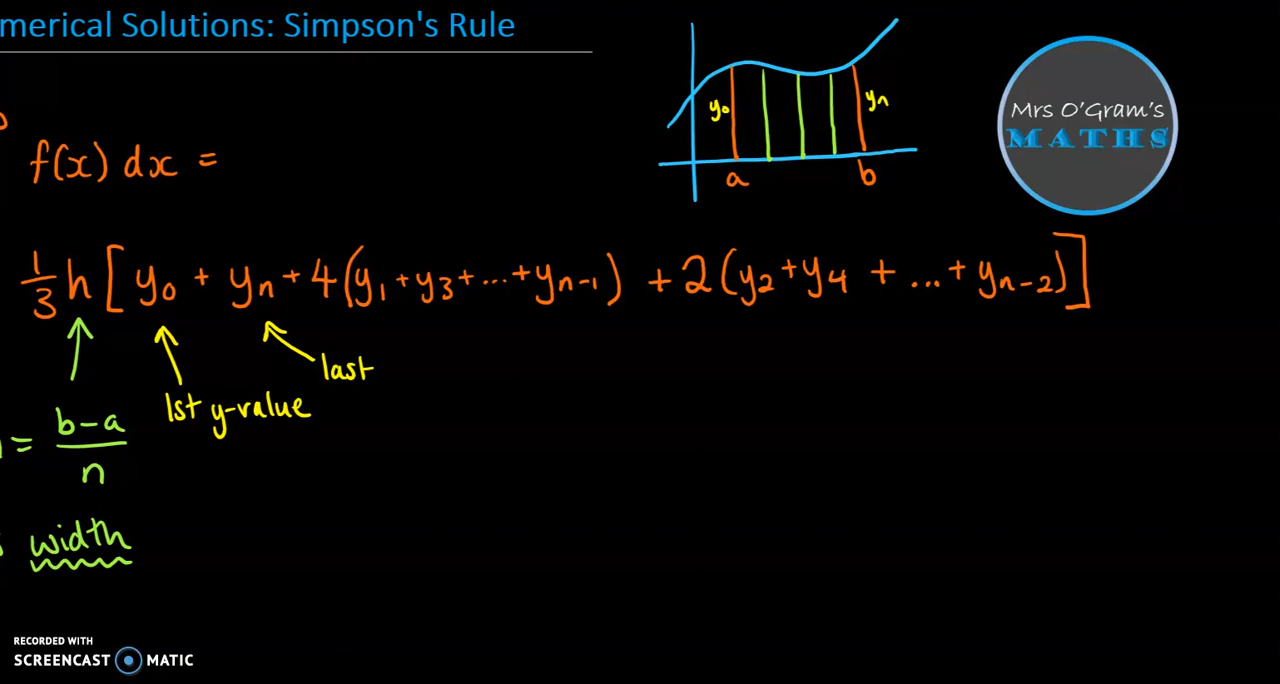 merical Solutions: Simpson's Rule
y₀
yₙ
a
b
Mrs O'Gram's
MATHS
f(x) dx =
1/3 h [y₀ + yₙ + 4(y₁ + y₃ + ... + yₙ₋₁) + 2(y₂ + y₄ + ... + yₙ₋₂)]
last
1st y-value
= b-a/n
width
RECORDED WITH
SCREENCAST MATIC